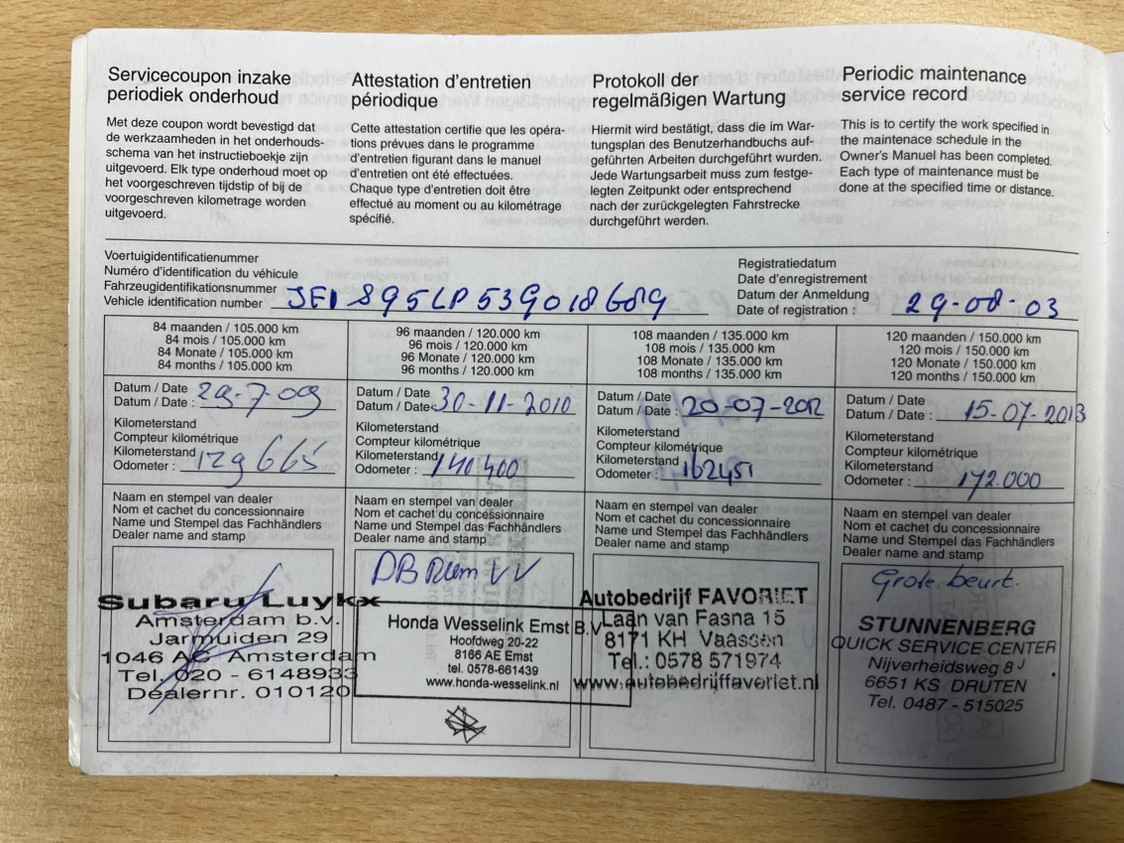 Servicecoupon inzake
periodiek onderhoud
Met deze coupon wordt bevestigd dat
de werkzaamheden in het onderhouds-
schema van het instructieboekje zijn
uitgevoerd. Elk type onderhoud moet op
het voorgeschreven tijdstip of bij de
voorgeschreven kilometrage worden
uitgevoerd.
Attestation d'entretien
périodique
Cette attestation certifie que les opéra-
tions prévues dans le programme
d'entretien figurant dans le manuel
d'entretien ont été effectuées.
Chaque type d'entretien doit être
effectué au moment ou au kilométrage
spécifié.
Protokoll der
regelmäßigen Wartung
Hiermit wird bestätigt, dass die im War-
tungsplan des Benutzerhandbuchs auf-
geführten Arbeiten durchgeführt wurden.
Jede Wartungsarbeit muss zum festge-
legten Zeitpunkt oder entsprechend
nach der zurückgelegten Fahrstrecke
durchgeführt werden.
Periodic maintenance
service record
This is to certify the work specified in
the maintenace schedule in the
Owner's Manual has been completed.
Each type of maintenance must be
done at the specified time or distance.
Voertuigidentificatienummer
Numéro d'identification du véhicule
Fahrzeugidentifikationsnummer
Vehicle identification number JF1SG5LP53G018689
Registratiedatum
Date d'enregistrement
Datum der Anmeldung
Date of registration : 29-08-03
84 maanden / 105.000 km
84 mois / 105.000 km
84 Monate / 105.000 km
84 months / 105.000 km
Datum / Date
Datum / Date : 29-7-09
Kilometerstand
Compteur kilométrique
Kilometerstand
Odometer : 129665
Naam en stempel van dealer
Nom et cachet du concessionnaire
Name und Stempel des Fachhändlers
Dealer name and stamp
Subaru Luykx
Amsterdam b.v.
Jarmuiden 29
1046 AC Amsterdam
Tel. 020 - 6148933
Dealernr. 010120
96 maanden / 120.000 km
96 mois / 120.000 km
96 Monate / 120.000 km
96 months / 120.000 km
Datum / Date
Datum / Date : 30-11-2010
Kilometerstand
Compteur kilométrique
Kilometerstand
Odometer : 140400
Naam en stempel van dealer
Nom et cachet du concessionnaire
Name und Stempel das Fachhändlers
Dealer name and stamp
Honda Wesselink Emst B.V.
Hoofdweg 20-22
8166 AE Emst
tel. 0578-661439
www.honda-wesselink.nl
108 maanden / 135.000 km
108 mois / 135.000 km
108 Monate / 135.000 km
108 months / 135.000 km
Datum / Date
Datum / Date : 20-07-2012
Kilometerstand
Compteur kilométrique
Kilometerstand
Odometer : 162451
Naam en stempel van dealer
Nom et cachet du concessionnaire
Name und Stempel das Fachhändlers
Dealer name and stamp
Autobedrijf FAVORIET
Laan van Fasna 15
8171 KH Vaassen
Tel.: 0578 571974
www.autobedrijffavoriet.nl
120 maanden / 150.000 km
120 mois / 150.000 km
120 Monate / 150.000 km
120 months / 150.000 km
Datum / Date
Datum / Date : 15-07-2013
Kilometerstand
Compteur kilométrique
Kilometerstand
Odometer : 172.000
Naam en stempel van dealer
Nom et cachet du concessionnaire
Name und Stempel das Fachhändlers
Dealer name and stamp
Grote beurt.
STUNNENBERG
QUICK SERVICE CENTER
Nijverheidsweg 8 J
6651 KS DRUTEN
Tel. 0487 - 515025